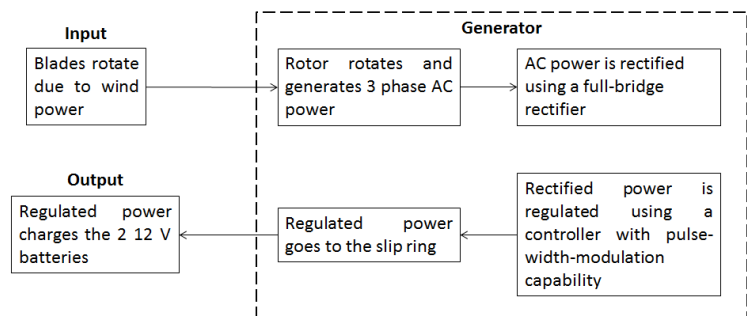 Input
Generator
Blades rotate
due to wind
power
Rotor rotates and
generates 3 phase AC
power
AC power is rectified
using a full-bridge
rectifier
Output
Regulated power
charges the 2 12 V
batteries
Regulated power
goes to the slip ring
Rectified power is
regulated using a
controller with pulse-
width-modulation
capability